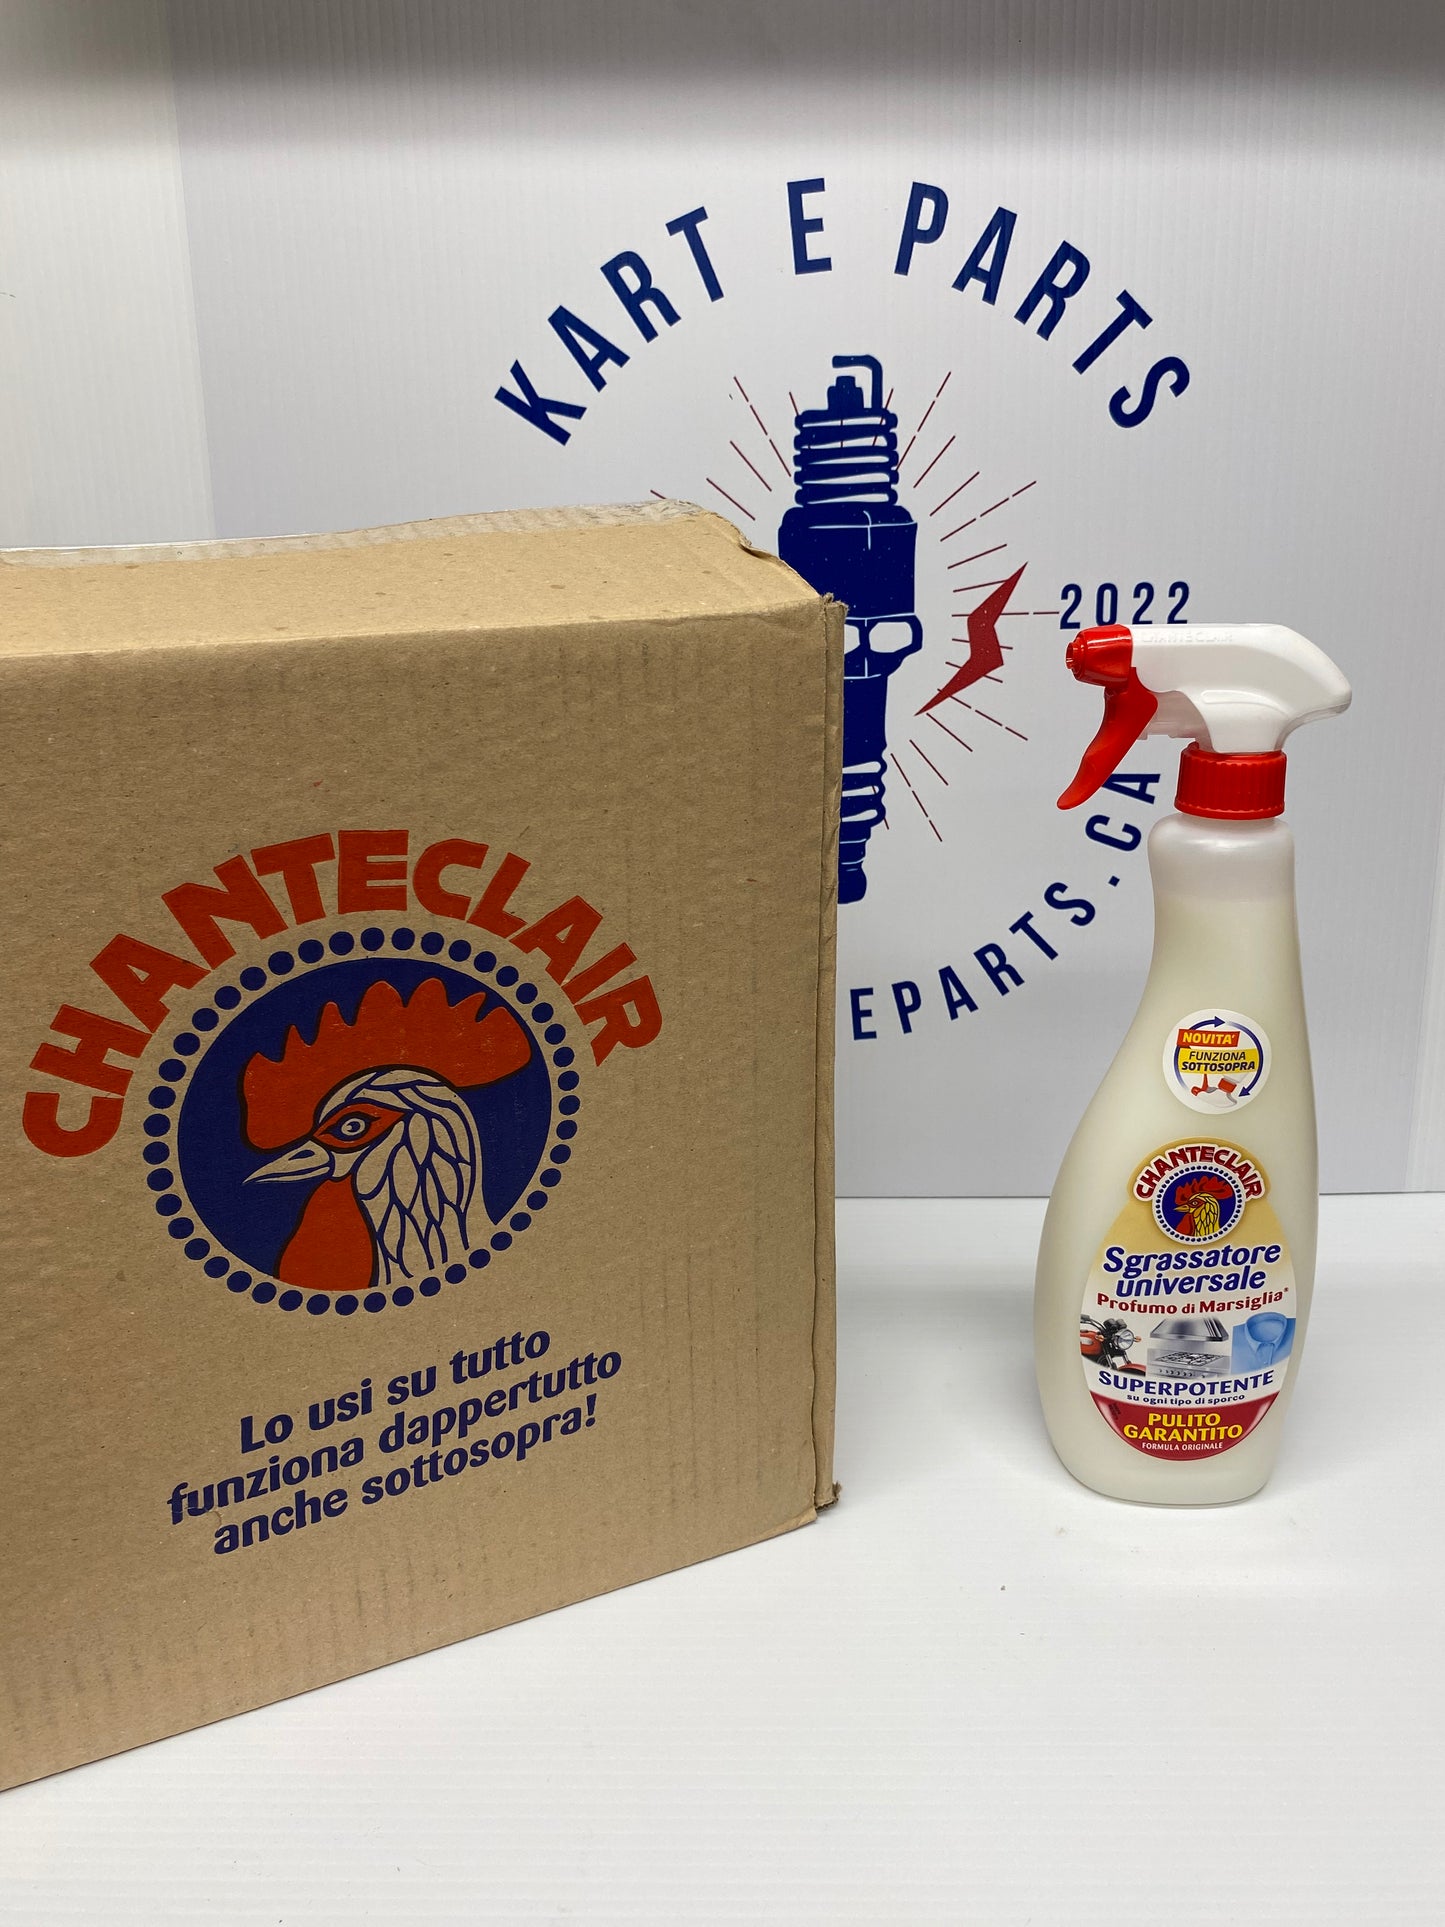 KART E PARTS
2022
EPARTS.CA
CHANTECLAIR
Lo usi su tutto
funziona dappertutto
anche sottosopra!
CHANTECLAIR
NOVITA'
FUNZIONA
SOTTOSOPRA
CHANTECLAIR
Sgrassatore
universale
Profumo di Marsiglia®
SUPERPOTENTE
su ogni tipo di sporco
PULITO
GARANTITO
FORMULA ORIGINALE